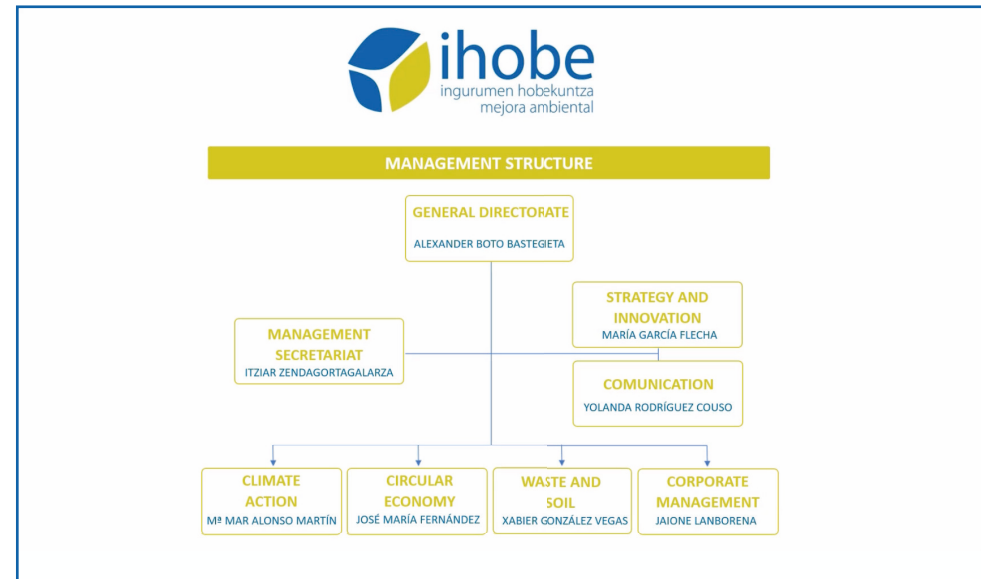 ihobe
ingurumen hobekuntza
mejora ambiental
MANAGEMENT STRUCTURE
GENERAL DIRECTORATE
ALEXANDER BOTO BASTEGIETA
STRATEGY AND
INNOVATION
MARÍA GARCÍA FLECHA
MANAGEMENT
SECRETARIAT
ITZIAR ZENDAGORTAGALARZA
COMUNICATION
YOLANDA RODRÍGUEZ COUSO
CLIMATE
ACTION
Mª MAR ALONSO MARTÍN
CIRCULAR
ECONOMY
JOSÉ MARÍA FERNÁNDEZ
WASTE AND
SOIL
XABIER GONZÁLEZ VEGAS
CORPORATE
MANAGEMENT
JAIONE LANBORENA